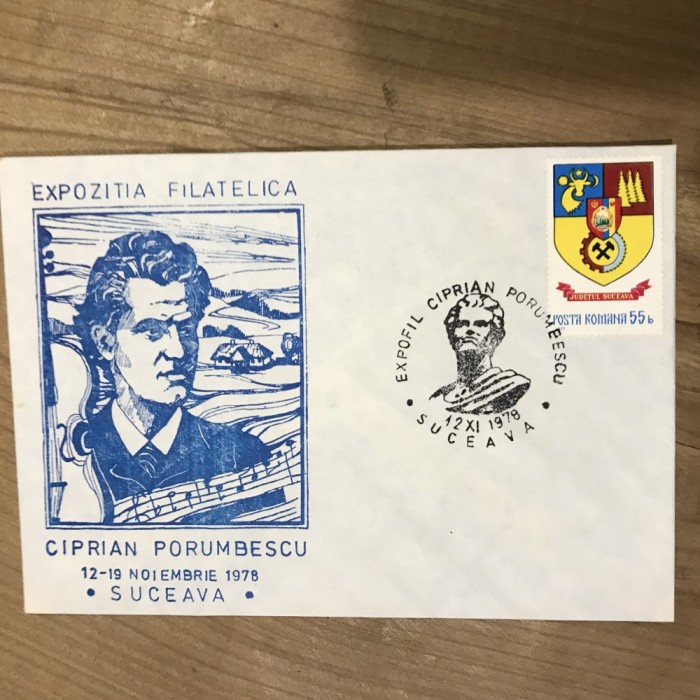 EXPOZITIA FILATELICA
CIPRIAN PORUMBESCU
12-19 NOIEMBRIE 1978
• SUCEAVA •
EXPOFIL CIPRIAN PORUMBESCU
12 XI 1978
• SUCEAVA •
JUDETUL SUCEAVA
POSTA ROMANA 55 b